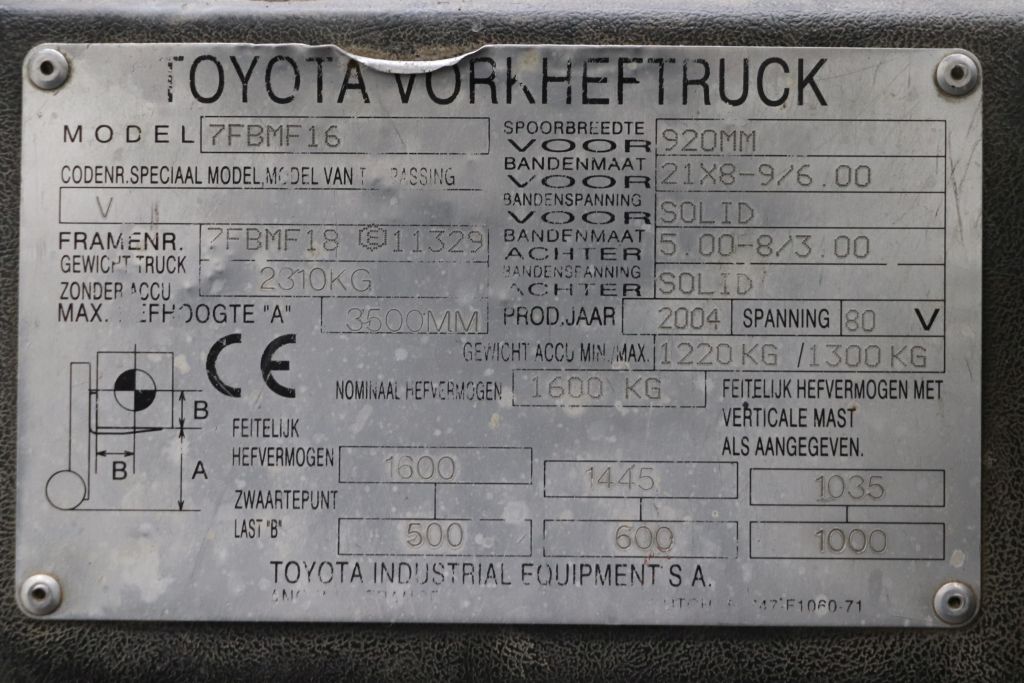 TOYOTA VORKHEFTRUCK
MODEL 7FBMF16
CODENR.SPECIAAL MODEL, MODEL VAN
V
FRAMENR. 7FBMF18 E 11329
GEWICHT TRUCK
ZONDER ACCU 2310KG
MAX. "A" 3500MM
SPOORBREEDTE
VOOR 920MM
BANDENMAAT
VOOR 21X8-9/6.00
BANDENSPANNING
VOOR SOLID
BANDENMAAT
ACHTER 5.00-8/3.00
BANDENSPANNING
ACHTER SOLID
PROD.JAAR 2004 SPANNING 80 V
GEWICHT ACCU MIN./MAX. 1220 KG / 1300 KG
CE
NOMINAAL HEFVERMOGEN 1600 KG
FEITELIJK HEFVERMOGEN MET
VERTICALE MAST
ALS AANGEGEVEN.
B
B
A
FEITELIJK
HEFVERMOGEN 1600 1445 1035
ZWAARTEPUNT
LAST "B" 500 600 1000
TOYOTA INDUSTRIAL EQUIPMENT S.A.